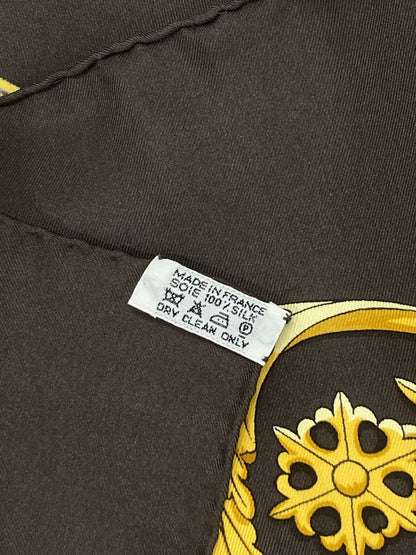 MADE IN FRANCE
SOIE 100% SILK
P
DRY CLEAN ONLY